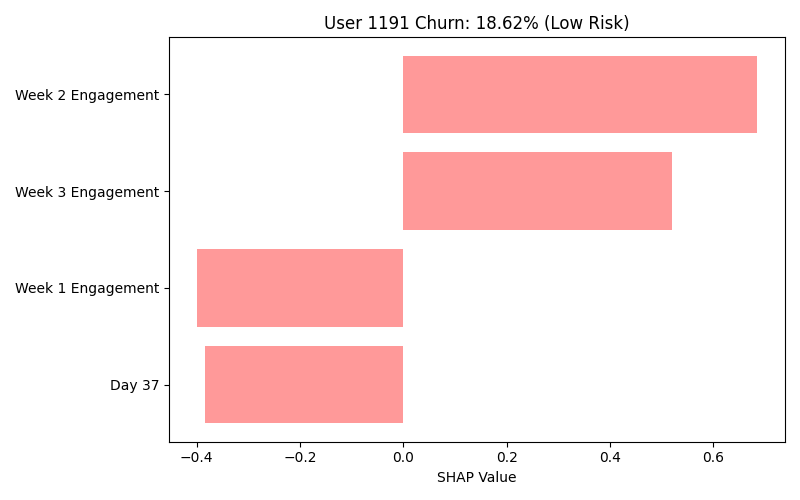 User 1191 Churn: 18.62% (Low Risk)
Week 2 Engagement
Week 3 Engagement
Week 1 Engagement
Day 37
−0.4 −0.2 0.0 0.2 0.4 0.6
SHAP Value